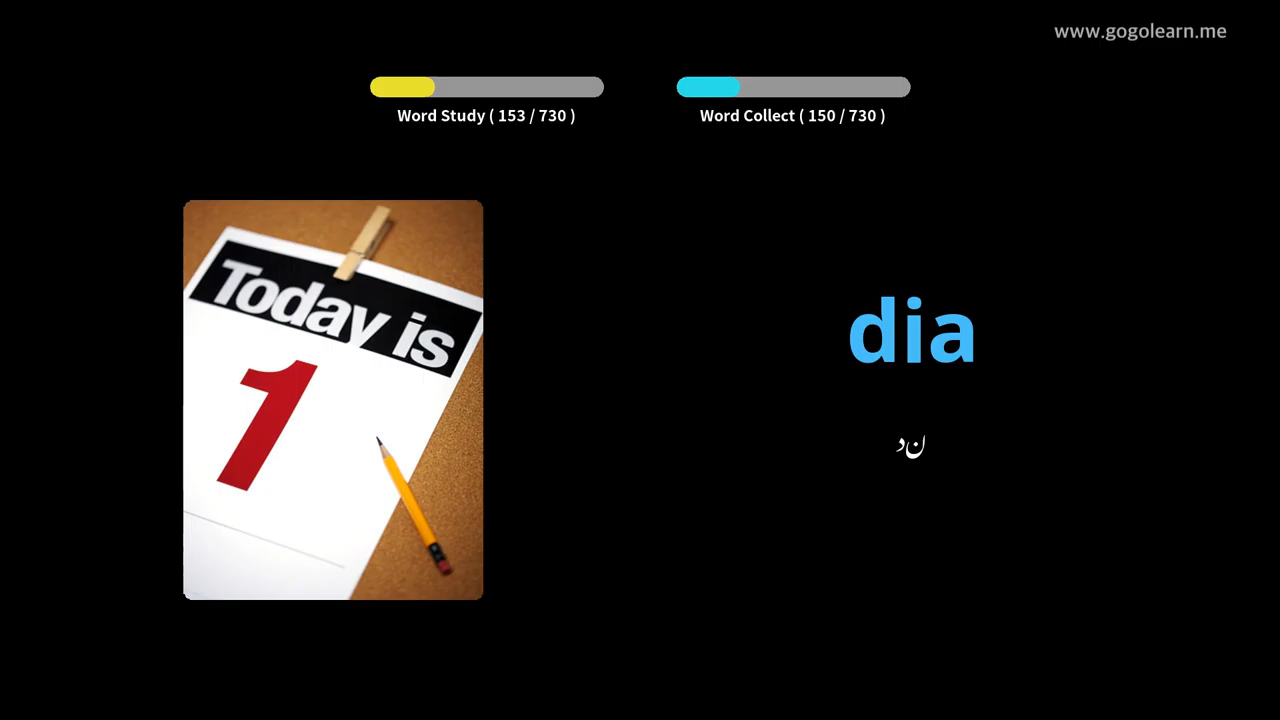 www.gogolearn.me
Word Study ( 153 / 730 )
Word Collect ( 150 / 730 )
Today is
1
dia
دن